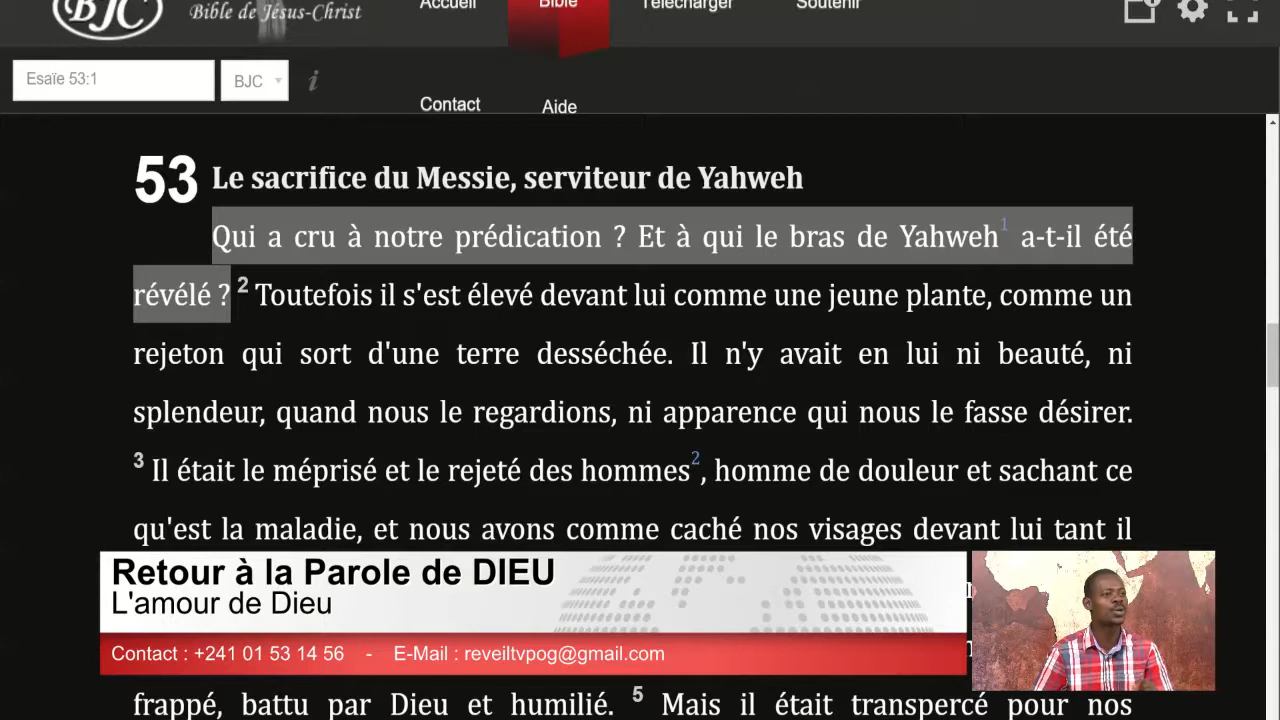 BJC
Bible de Jésus-Christ
Accueil
Bible
Télécharger
Soutenir
Esaïe 53:1
BJC
i
Contact
Aide
53 Le sacrifice du Messie, serviteur de Yahweh
Qui a cru à notre prédication ? Et à qui le bras de Yahweh1 a-t-il été
révélé ? 2 Toutefois il s'est élevé devant lui comme une jeune plante, comme un
rejeton qui sort d'une terre desséchée. Il n'y avait en lui ni beauté, ni
splendeur, quand nous le regardions, ni apparence qui nous le fasse désirer.
3 Il était le méprisé et le rejeté des hommes2, homme de douleur et sachant ce
qu'est la maladie, et nous avons comme caché nos visages devant lui tant il
Retour à la Parole de DIEU
L'amour de Dieu
Contact : +241 01 53 14 56 - E-Mail : reveiltvpog@gmail.com
frappé, battu par Dieu et humilié. 5 Mais il était transpercé pour nos